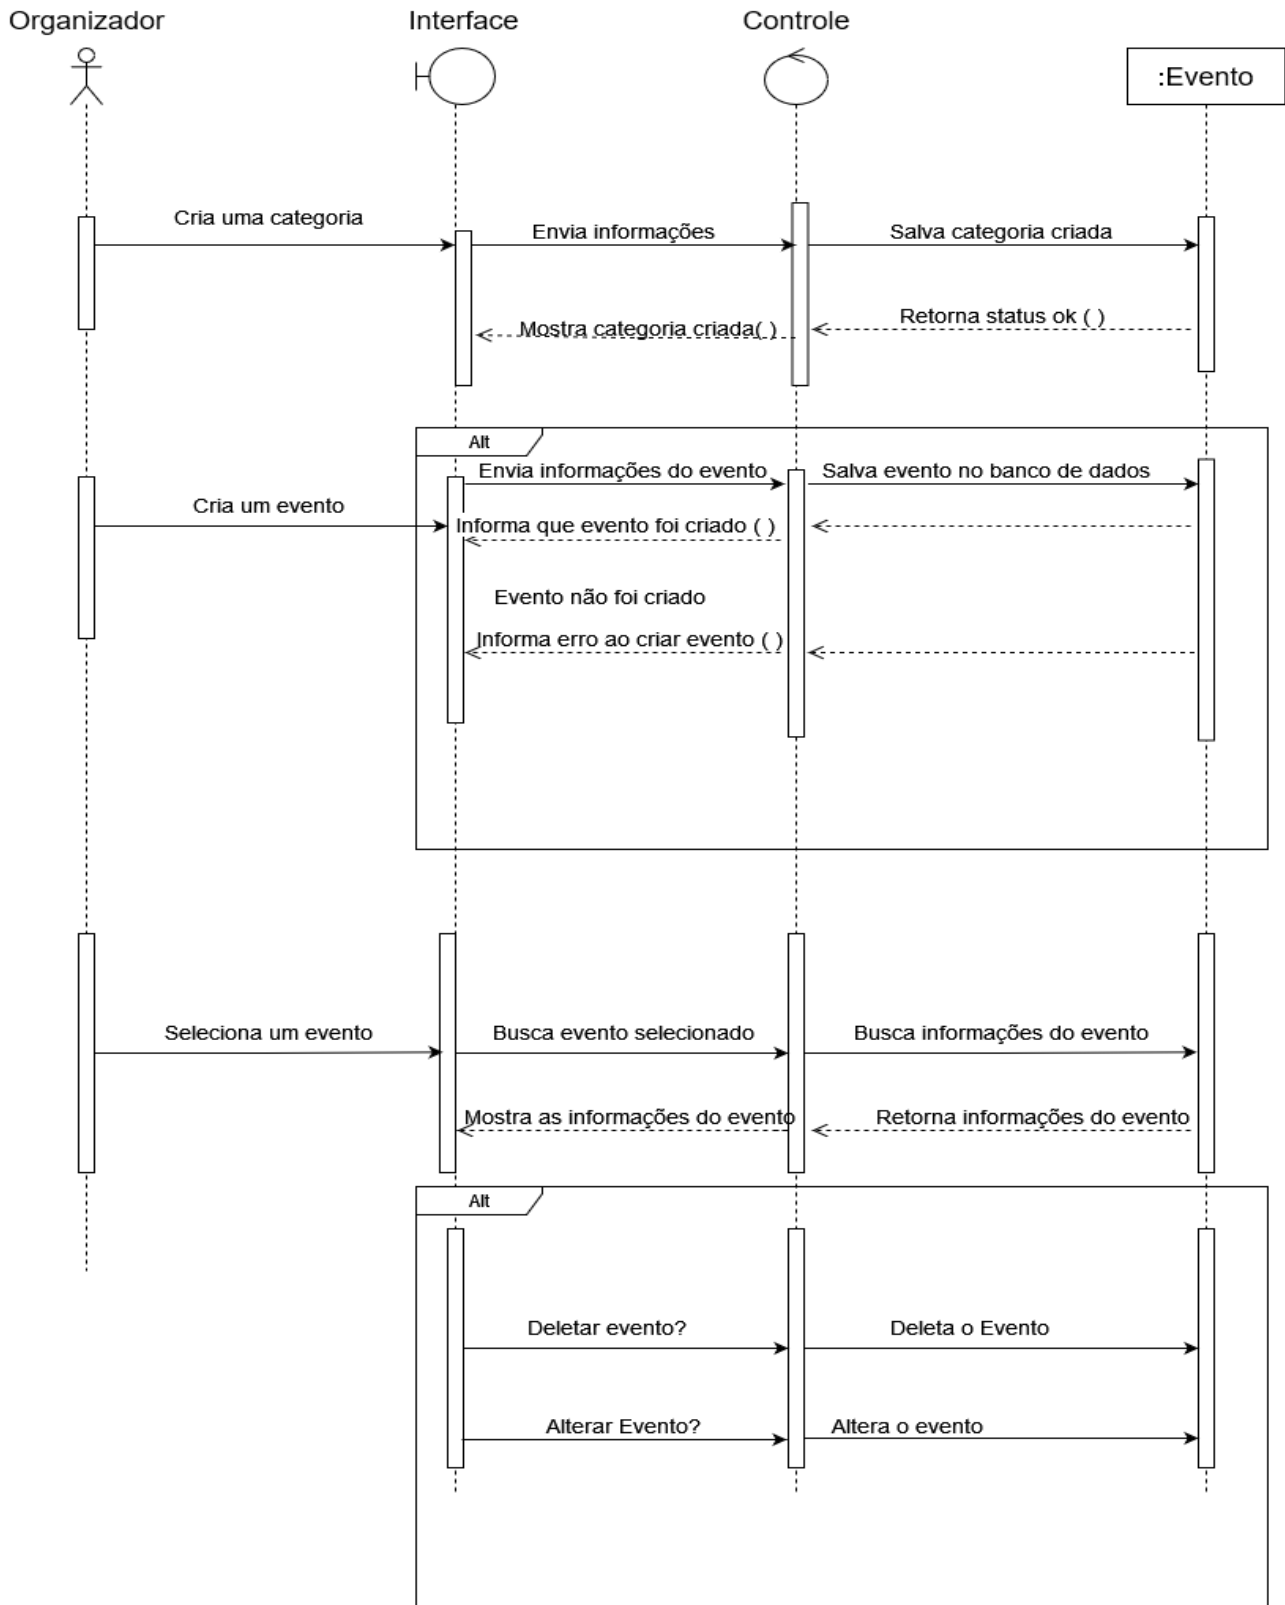 Organizador
Interface
Controle
:Evento
Cria uma categoria
Envia informações
Salva categoria criada
Mostra categoria criada( )
Retorna status ok ( )
Alt
Envia informações do evento
Salva evento no banco de dados
Cria um evento
Informa que evento foi criado ( )
Evento não foi criado
Informa erro ao criar evento ( )
Seleciona um evento
Busca evento selecionado
Busca informações do evento
Mostra as informações do evento
Retorna informações do evento
Alt
Deletar evento?
Deleta o Evento
Alterar Evento?
Altera o evento